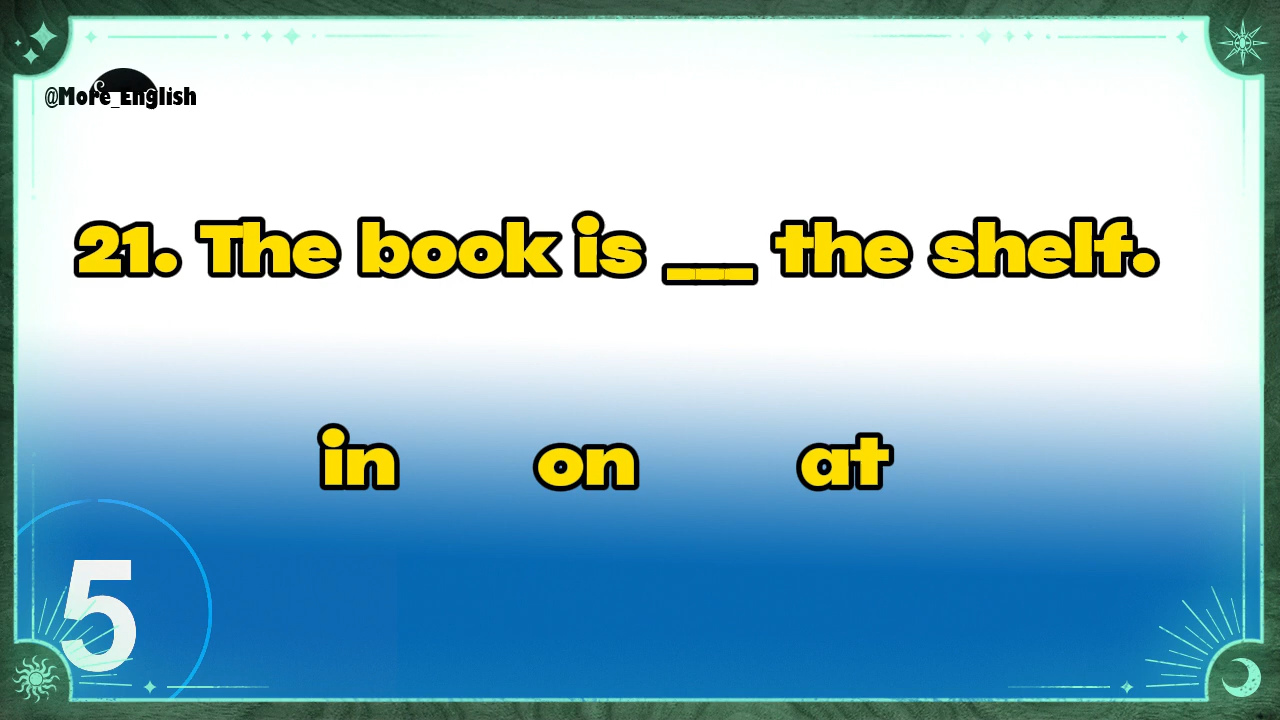 @More_English
21. The book is ___ the shelf.
in on at
5